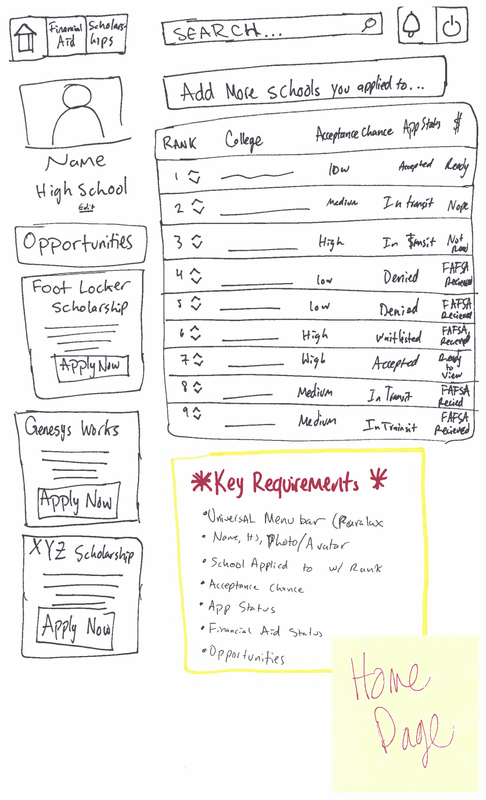 Financial Aid
Scholarships
SEARCH...
Add More schools you applied to...
Name
High School
Edit
Opportunities
Foot Locker
Scholarship
Apply Now
Genesys Works
Apply Now
XYZ Scholarship
Apply Now
RANK College Acceptance Chance App Status $
1 low Accepted Ready
2 Medium In transit Nope
3 High In Transit Not Read
4 low Denied FAFSA Recieved
5 low Denied FAFSA Recieved
6 High Waitlisted FAFSA Recieved
7 High Accepted Ready to View
8 Medium In Transit FAFSA
9 Medium In Trainsit FAFSA Recieved
*Key Requirements *
•Universal Menu bar (
• Name, HS, Photo/Avatar
•School Applied to w/ Rank
•Acceptance Chance
• App Status
• Financial Aid Status
•Opportunities
Home
Page